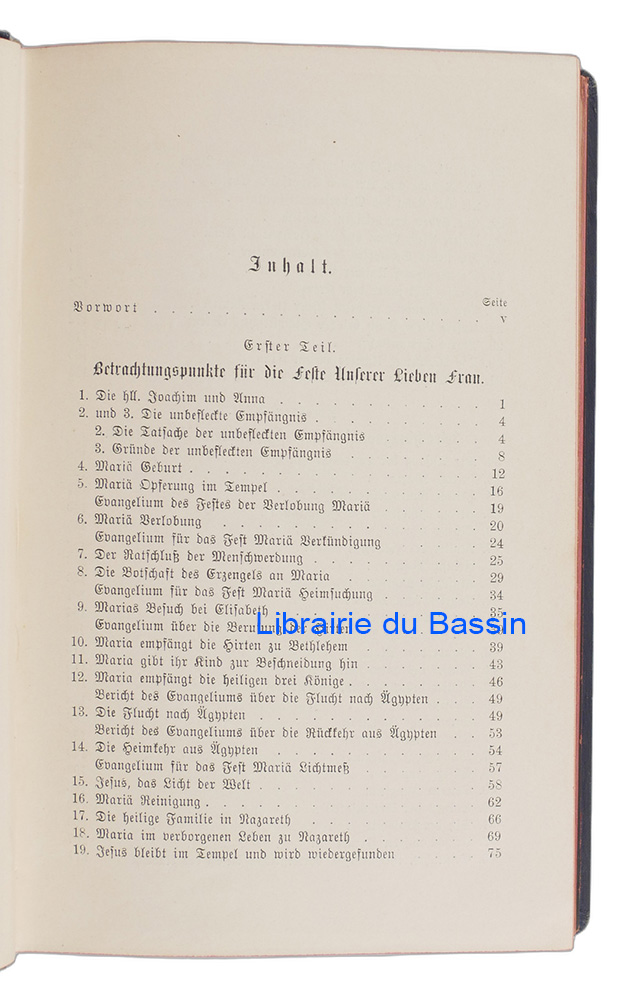 Inhalt.
Seite
Vorwort . . . . . . . . . . . . . . . . . . V
Erster Teil.
Betrachtungspunkte für die Feste Unserer Lieben Frau.
1. Die hll. Joachim und Anna . . . . . . . . . . . 1
2. und 3. Die unbefleckte Empfängnis . . . . . . . . . 4
2. Die Tatsache der unbefleckten Empfängnis . . . . . 4
3. Gründe der unbefleckten Empfängnis . . . . . . 8
4. Mariä Geburt . . . . . . . . . . . . . . . 12
5. Mariä Opferung im Tempel . . . . . . . . . . . 16
Evangelium des Festes der Verlobung Mariä . . . . . 19
6. Mariä Verlobung . . . . . . . . . . . . . 20
Evangelium für das Fest Mariä Verkündigung . . . . 24
7. Der Ratschluß der Menschwerdung . . . . . . . . 25
8. Die Botschaft des Erzengels an Maria . . . . . . . 29
Evangelium für das Fest Mariä Heimsuchung . . . . . 34
9. Marias Besuch bei Elisabeth . . . . . . . . . . 35
Evangelium über die der Hirten
Librairie du Bassin
10. Maria empfängt die Hirten zu Bethlehem . . . . . . 39
11. Maria gibt ihr Kind zur Beschneidung hin . . . . . . 43
12. Maria empfängt die heiligen drei Könige . . . . . . . 46
Bericht des Evangeliums über die Flucht nach Ägypten . . . 49
13. Die Flucht nach Ägypten . . . . . . . . . . . 49
Bericht des Evangeliums über die Rückkehr aus Ägypten . . 53
14. Die Heimkehr aus Ägypten . . . . . . . . . . . 54
Evangelium für das Fest Mariä Lichtmeß . . . . . . 57
15. Jesus, das Licht der Welt . . . . . . . . . . . 58
16. Mariä Reinigung . . . . . . . . . . . . . . 62
17. Die heilige Familie in Nazareth . . . . . . . . . 66
18. Maria im verborgenen Leben zu Nazareth . . . . . . . 69
19. Jesus bleibt im Tempel und wird wiedergefunden . . . . 75